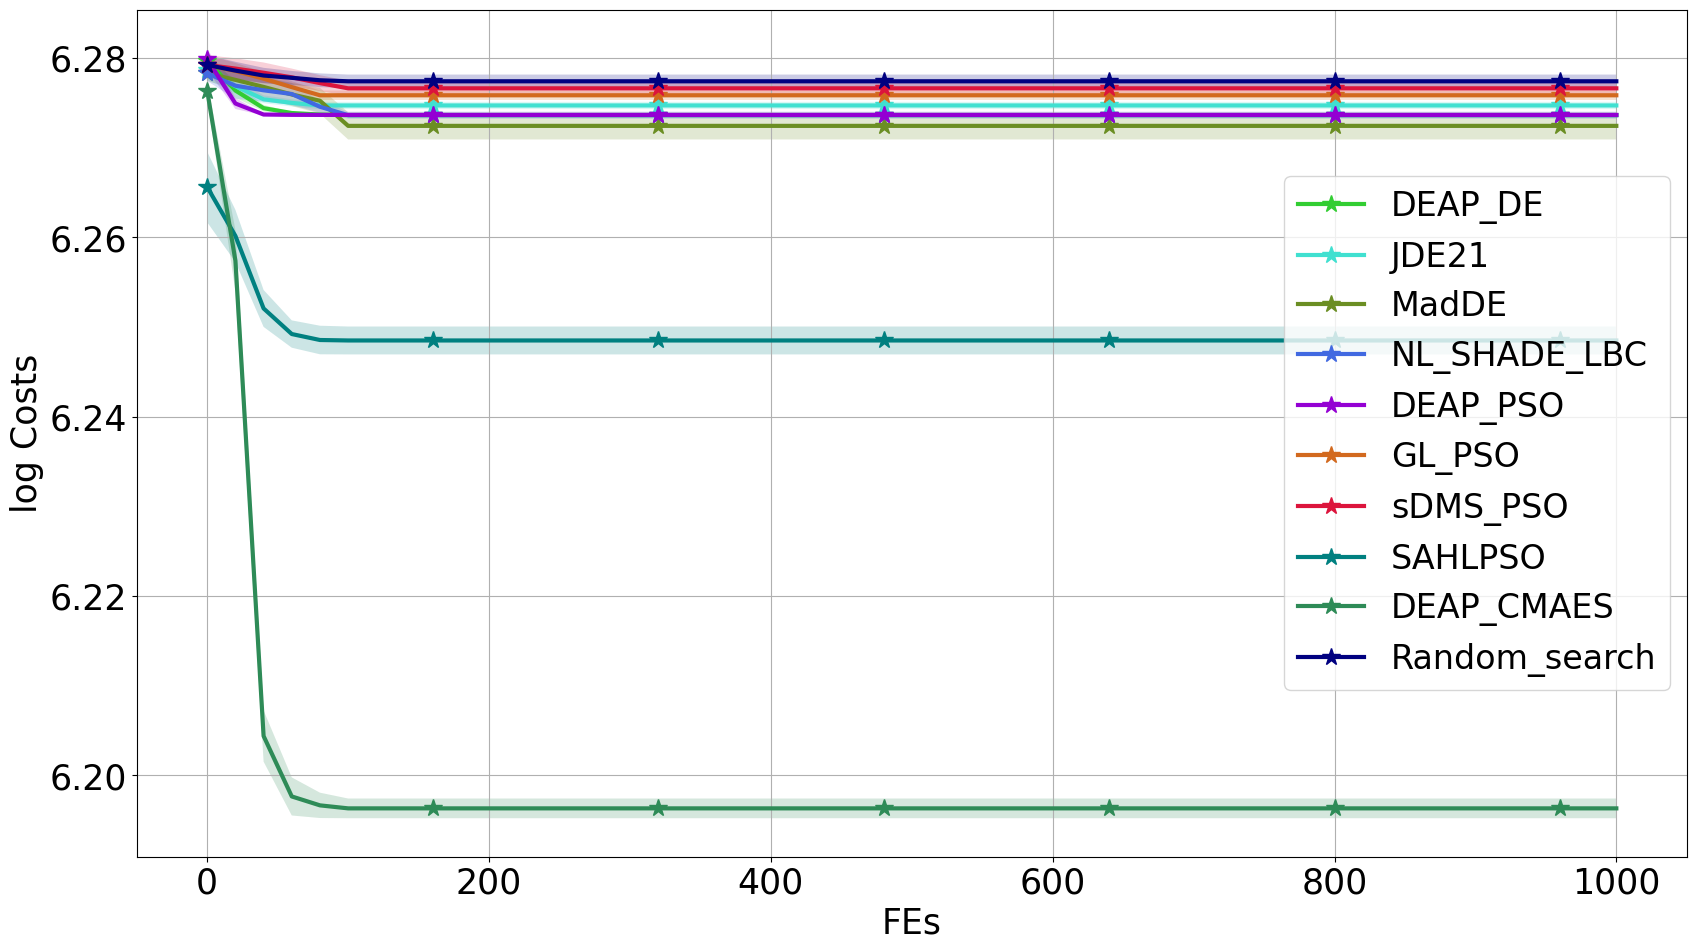 log Costs
6.28
6.26
6.24
6.22
6.20
0
200
400
600
800
1000
FEs
DEAP_DE
JDE21
MadDE
NL_SHADE_LBC
DEAP_PSO
GL_PSO
sDMS_PSO
SAHLPSO
DEAP_CMAES
Random_search